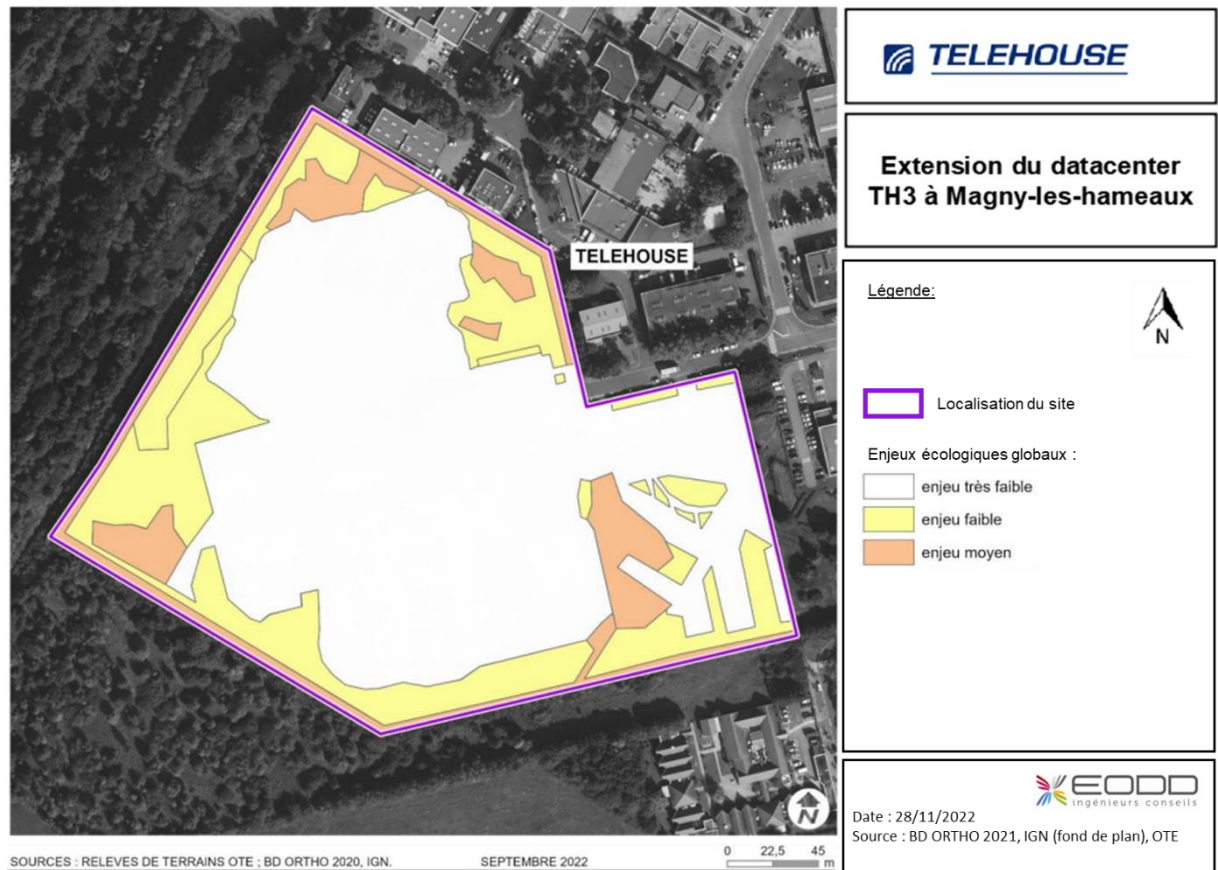 TELEHOUSE
Extension du datacenter
TH3 à Magny-les-hameaux
TELEHOUSE
Légende:
N
Localisation du site
Enjeux écologiques globaux :
enjeu très faible
enjeu faible
enjeu moyen
N
EODD
ingénieurs conseils
Date : 28/11/2022
Source : BD ORTHO 2021, IGN (fond de plan), OTE
SOURCES : RELEVES DE TERRAINS OTE ; BD ORTHO 2020, IGN.
SEPTEMBRE 2022
0 22,5 45
m